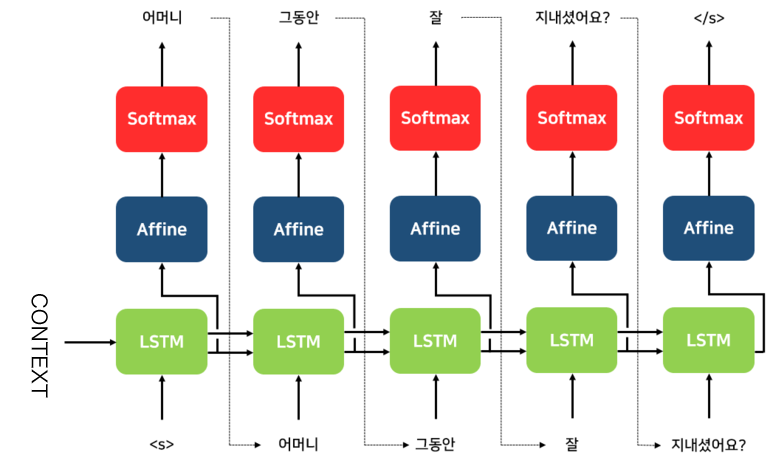 어머니 그동안 잘 지내셨어요? </s>
Softmax Softmax Softmax Softmax Softmax
Affine Affine Affine Affine Affine
CONTEXT
LSTM LSTM LSTM LSTM LSTM
<s> 어머니 그동안 잘 지내셨어요?